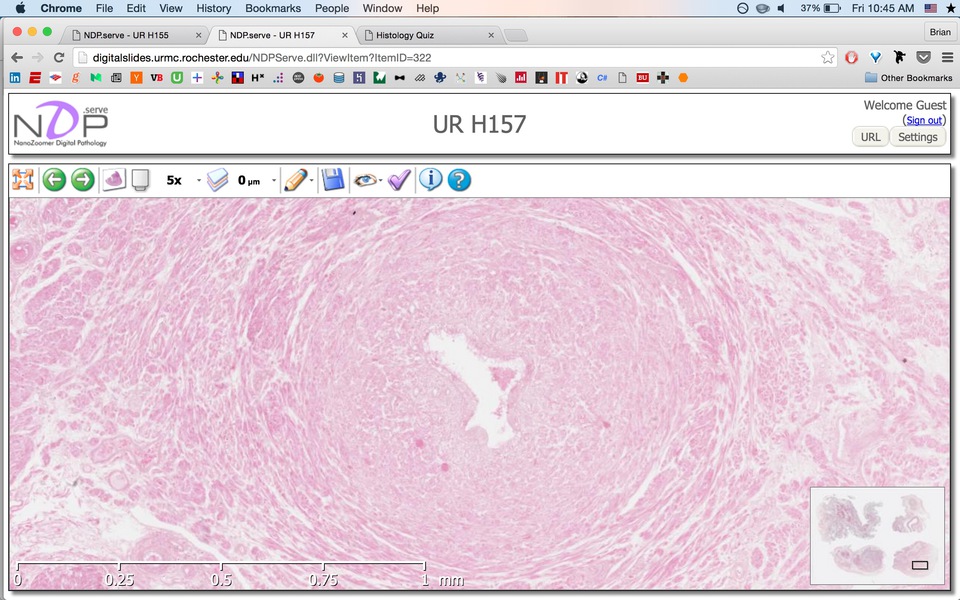 Chrome File Edit View History Bookmarks People Window Help 37% Fri 10:45 AM
NDP.serve - UR H155 NDP.serve - UR H157 Histology Quiz Brian
digitalslides.urmc.rochester.edu/NDPServe.dll?ViewItem?ItemID=322
Other Bookmarks
NDP .serve
NanoZoomer Digital Pathology
UR H157
Welcome Guest
(Sign out)
URL Settings
5x 0 μm
0 0.25 0.5 0.75 1 mm